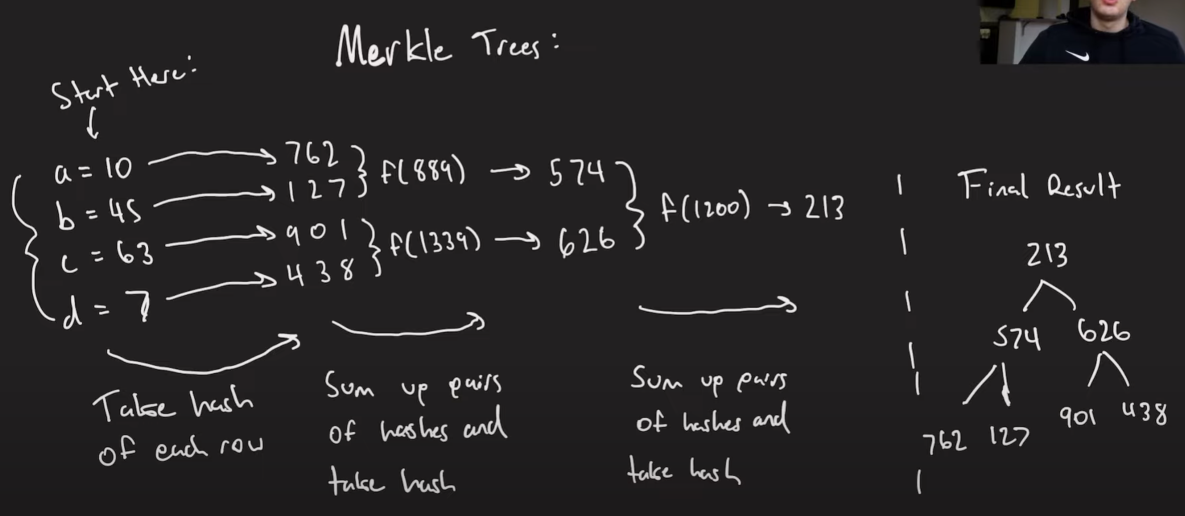 Merkle Trees:
Start Here:
a = 10 → 762
b = 45 → 127
} f(889) → 574
c = 63 → 901
d = 7 → 438
} f(1339) → 626
} f(1200) → 213
Take hash
of each row
Sum up pairs
of hashes and
take hash
Sum up pairs
of hashes and
take hash
Final Result
213
574 626
762 127 901 438